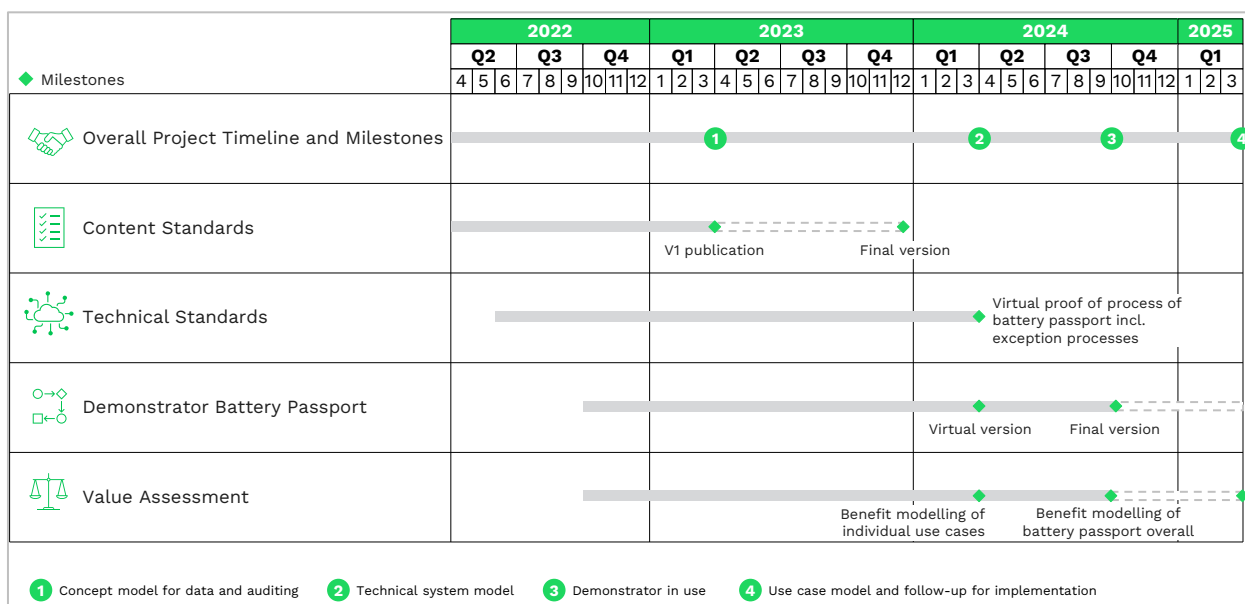 2022 2023 2024 2025
Q2 Q3 Q4 Q1 Q2 Q3 Q4 Q1 Q2 Q3 Q4 Q1
Milestones 4 5 6 7 8 9 10 11 12 1 2 3 4 5 6 7 8 9 10 11 12 1 2 3 4 5 6 7 8 9 10 11 12 1 2 3
Overall Project Timeline and Milestones 1 2 3 4
Content Standards
V1 publication Final version
Technical Standards
Virtual proof of process of
battery passport incl.
exception processes
Demonstrator Battery Passport
Virtual version Final version
Value Assessment
Benefit modelling of
individual use cases
Benefit modelling of
battery passport overall
1 Concept model for data and auditing 2 Technical system model 3 Demonstrator in use 4 Use case model and follow-up for implementation